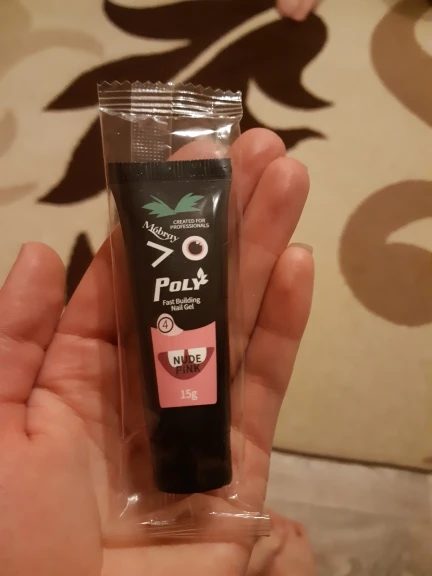 CREATED FOR
PROFESSIONALS
Mobray
POLY
Fast Building
Nail Gel
4
NUDE
PINK
15g